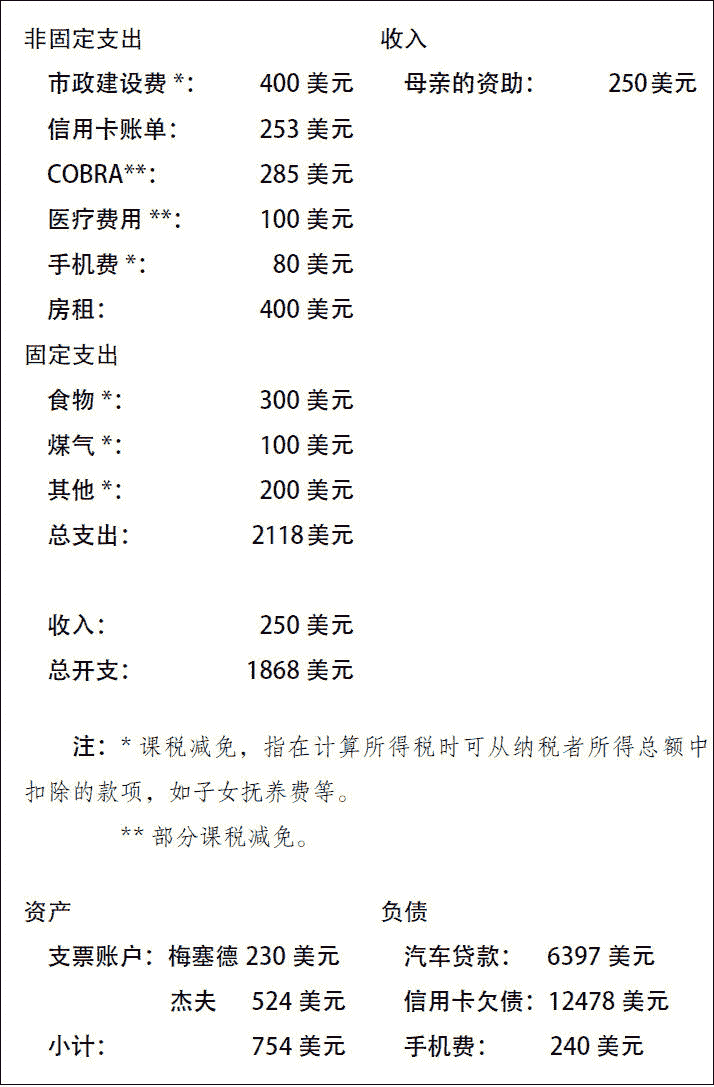 非固定支出 收入
市政建设费 *： 400 美元 母亲的资助： 250美元
信用卡账单： 253 美元
COBRA**： 285 美元
医疗费用 **： 100 美元
手机费 *： 80 美元
房租： 400 美元
固定支出
食物 *： 300 美元
煤气 *： 100 美元
其他 *： 200 美元
总支出： 2118美元
收入： 250 美元
总开支： 1868 美元
注：* 课税减免，指在计算所得税时可从纳税者所得总额中
扣除的款项，如子女抚养费等。
** 部分课税减免。
资产 负债
支票账户：梅塞德 230 美元 汽车贷款： 6397 美元
杰夫 524 美元 信用卡欠债：12478 美元
小计： 754 美元 手机费： 240 美元